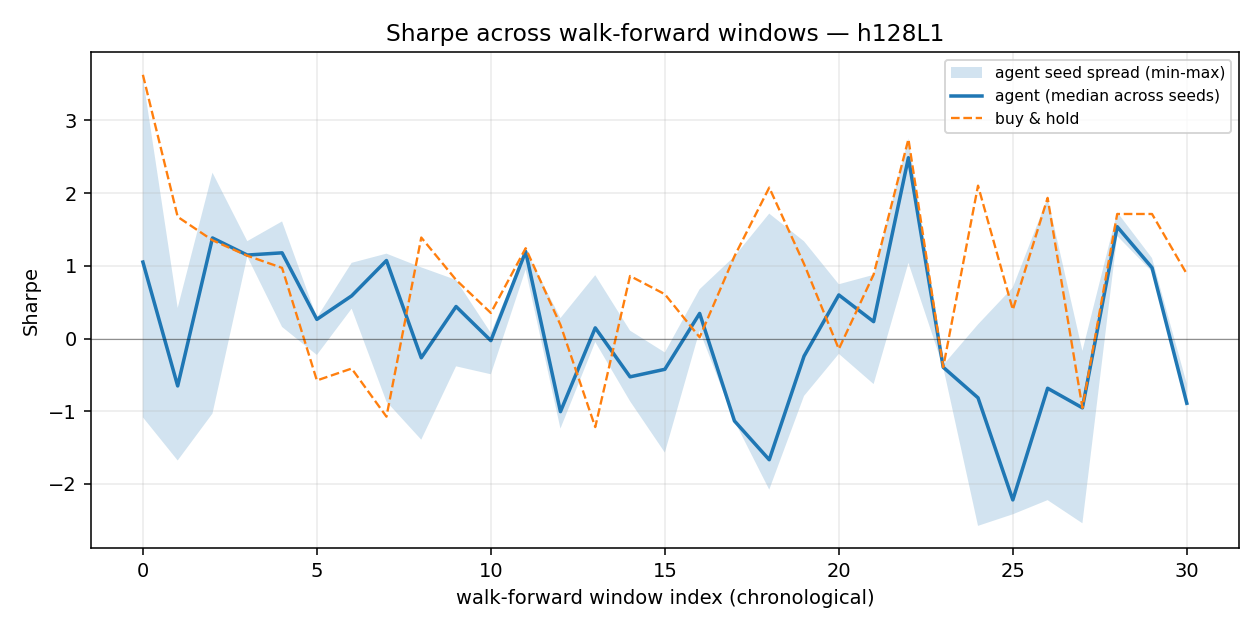 Sharpe across walk-forward windows — h128L1
agent seed spread (min-max)
agent (median across seeds)
buy & hold
Sharpe
3
2
1
0
−1
−2
0
5
10
15
20
25
30
walk-forward window index (chronological)